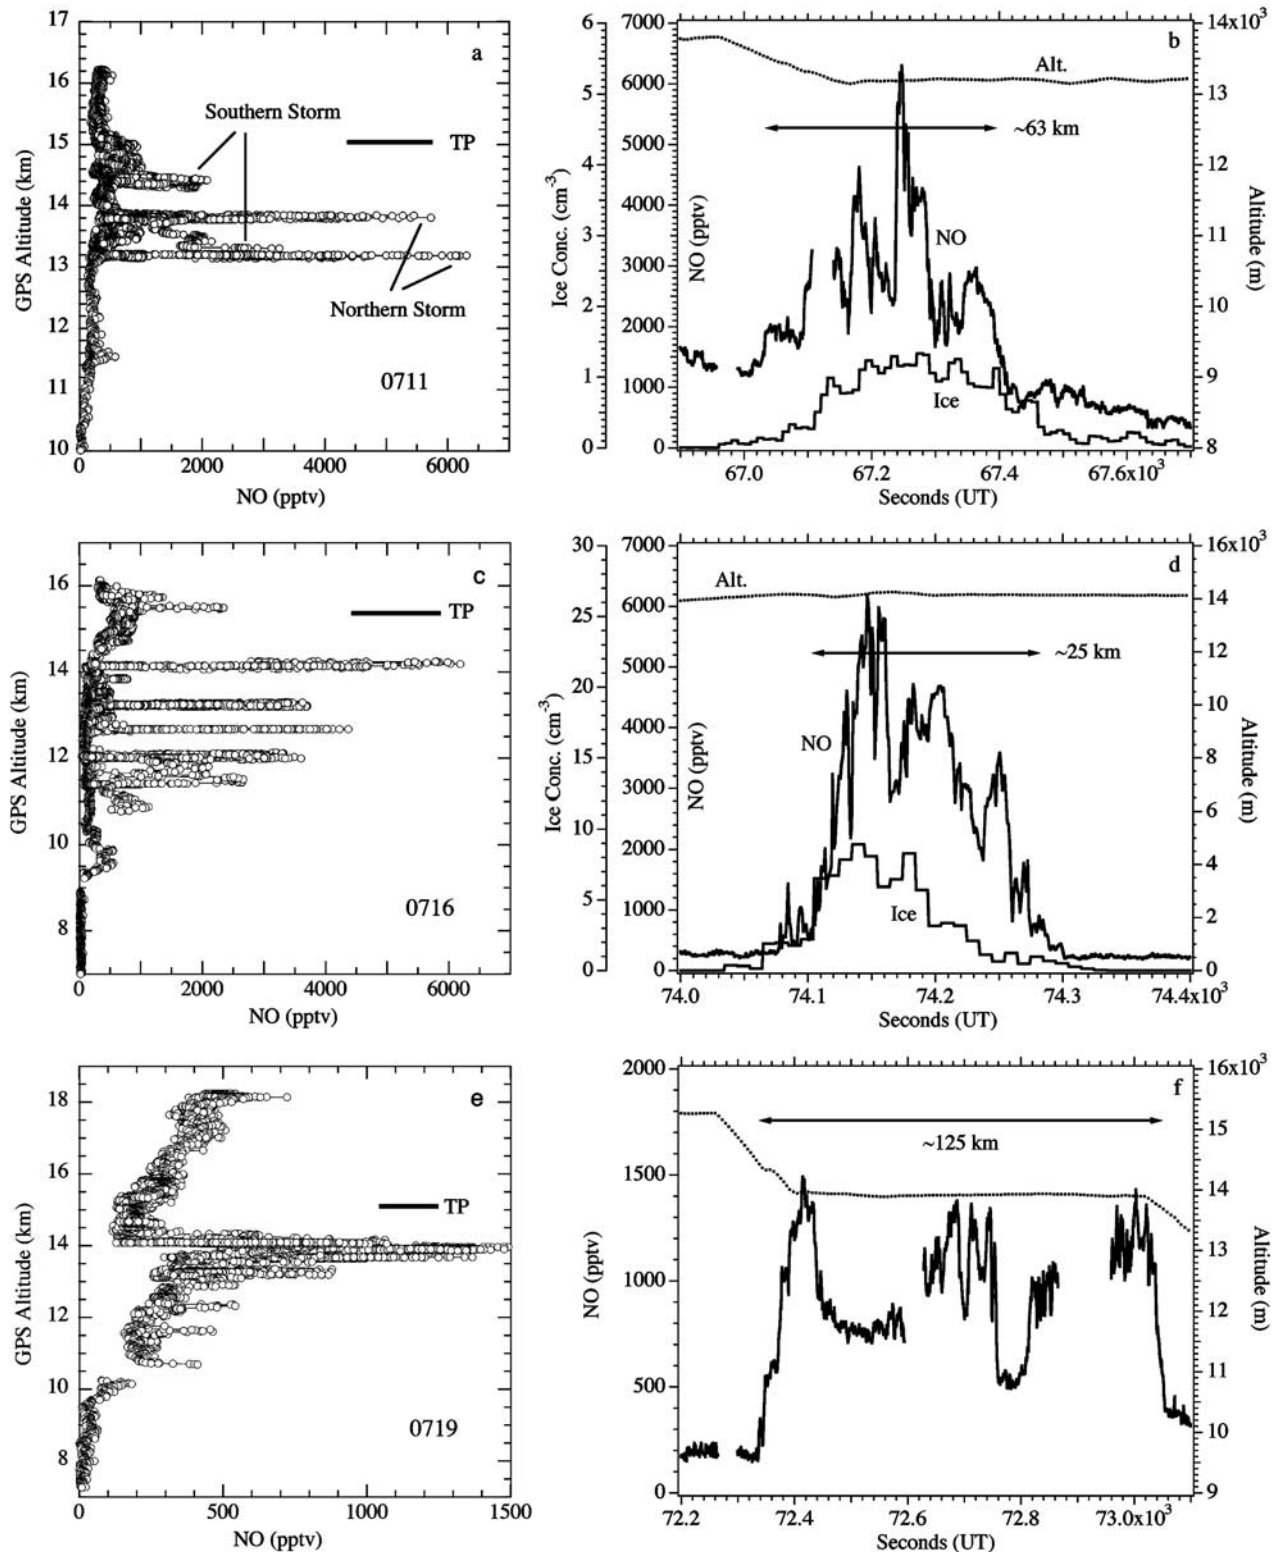 a
17
16
15
14
13
12
11
10
GPS Altitude (km)
Southern Storm
TP
Northern Storm
0711
0
2000
4000
6000
NO (pptv)
b
6
5
4
3
2
1
0
Ice Conc. (cm⁻³)
7000
6000
5000
4000
3000
2000
1000
0
NO (pptv)
Alt.
~63 km
NO
Ice
14x10³
13
12
11
10
9
8
Altitude (m)
67.0
67.2
67.4
67.6x10³
Seconds (UT)
c
16
14
12
10
8
GPS Altitude (km)
TP
0716
0
2000
4000
6000
NO (pptv)
d
30
25
20
15
10
5
0
Ice Conc. (cm⁻³)
7000
6000
5000
4000
3000
2000
1000
0
NO (pptv)
Alt.
~25 km
NO
Ice
16x10³
14
12
10
8
6
4
2
0
Altitude (m)
74.0
74.1
74.2
74.3
74.4x10³
Seconds (UT)
e
18
16
14
12
10
8
GPS Altitude (km)
TP
0719
0
500
1000
1500
NO (pptv)
f
2000
1500
1000
500
0
NO (pptv)
~125 km
16x10³
15
14
13
12
11
10
9
Altitude (m)
72.2
72.4
72.6
72.8
73.0x10³
Seconds (UT)